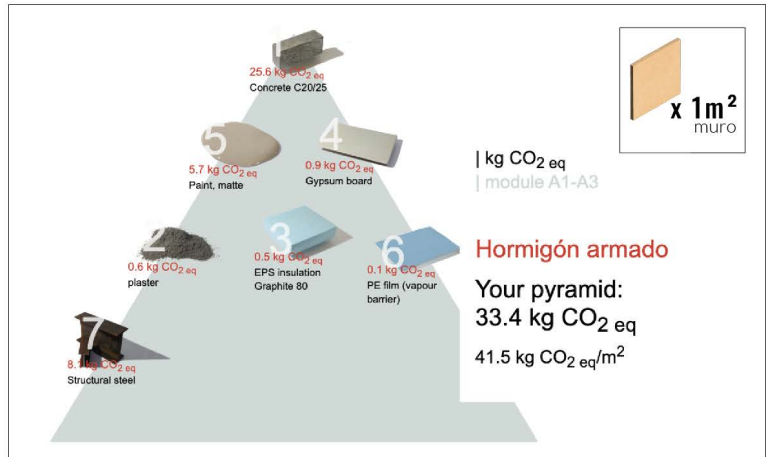 1
25.6 kg CO2 eq
Concrete C20/25
5
5.7 kg CO2 eq
Paint, matte
4
0.9 kg CO2 eq
Gypsum board
2
0.6 kg CO2 eq
plaster
3
0.5 kg CO2 eq
EPS insulation
Graphite 80
6
0.1 kg CO2 eq
PE film (vapour
barrier)
7
8.1 kg CO2 eq
Structural steel
x 1m²
muro
| kg CO2 eq
| module A1-A3
Hormigón armado
Your pyramid:
33.4 kg CO2 eq
41.5 kg CO2 eq/m²